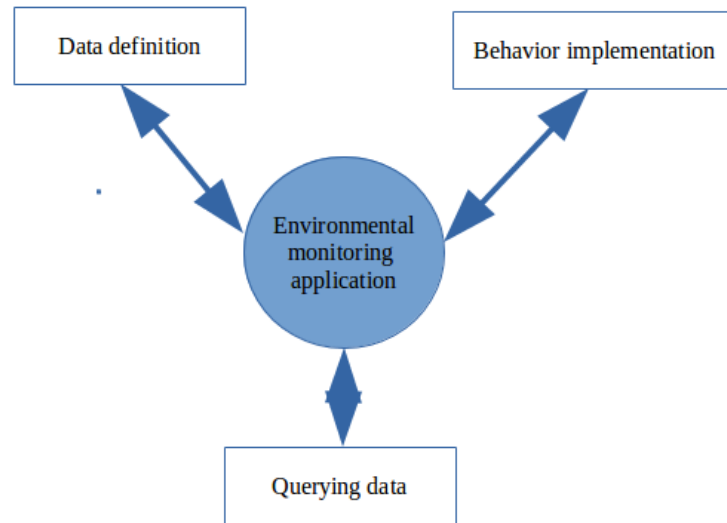 Data definition
Behavior implementation
Environmental
monitoring
application
Querying data